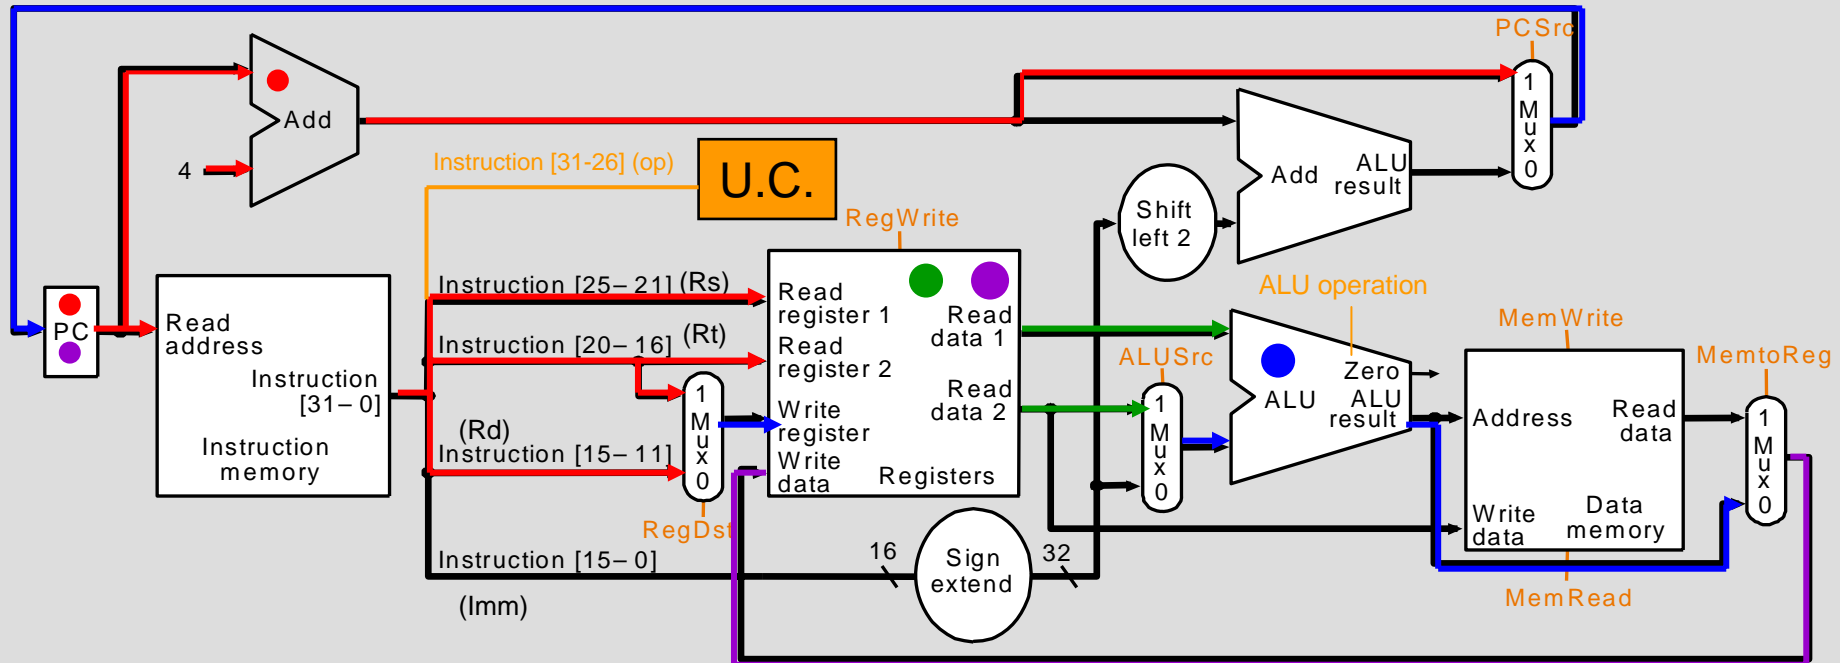 PCSrc
1
M
u
x
0
Add
4
Instruction [31-26] (op)
U.C.
Add
ALU
result
Shift
left 2
RegWrite
PC
Read
address
Instruction
[31–0]
Instruction
memory
Instruction [25–21] (Rs)
Instruction [20–16] (Rt)
(Rd)
Instruction [15–11]
1
M
u
x
0
RegDst
Instruction [15–0]
(Imm)
Read
register 1
Read
register 2
Write
register
Write
data
Read
data 1
Read
data 2
Registers
16
Sign
extend
32
ALUSrc
1
M
u
x
0
ALU operation
Zero
ALU
ALU
result
MemWrite
Address
Read
data
Write
data
Data
memory
MemRead
MemtoReg
1
M
u
x
0